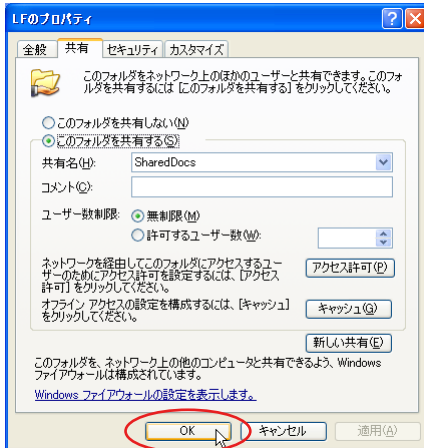 LFのプロパティ
全般 共有 セキュリティ カスタマイズ
このフォルダをネットワーク上のほかのユーザーと共有できます。このフォ
ルダを共有するには [このフォルダを共有する] をクリックしてください。
このフォルダを共有しない(N)
このフォルダを共有する(S)
共有名(H): SharedDocs
コメント(C):
ユーザー数制限: 無制限(M)
許可するユーザー数(W):
ネットワークを経由してこのフォルダにアクセスするユー
ザーのためにアクセス許可を設定するには、[アクセス
許可] をクリックしてください。
アクセス許可(P)
オフライン アクセスの設定を構成するには、[キャッシュ]
をクリックしてください。
キャッシュ(G)
新しい共有(E)
このフォルダを、ネットワーク上の他のコンピュータと共有できるよう、Windows
ファイアウォールは構成されています。
Windows ファイアウォールの設定を表示します。
OK キャンセル 適用(A)